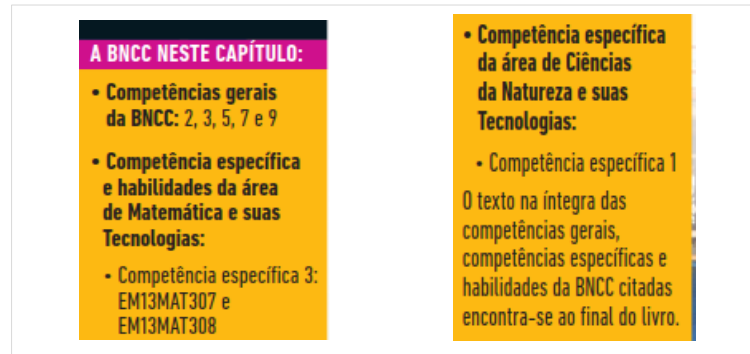 A BNCC NESTE CAPÍTULO:
• Competências gerais
da BNCC: 2, 3, 5, 7 e 9
• Competência específica
e habilidades da área
de Matemática e suas
Tecnologias:
• Competência específica 3:
EM13MAT307 e
EM13MAT308
• Competência específica
da área de Ciências
da Natureza e suas
Tecnologias:
• Competência específica 1
O texto na íntegra das
competências gerais,
competências específicas e
habilidades da BNCC citadas
encontra-se ao final do livro.